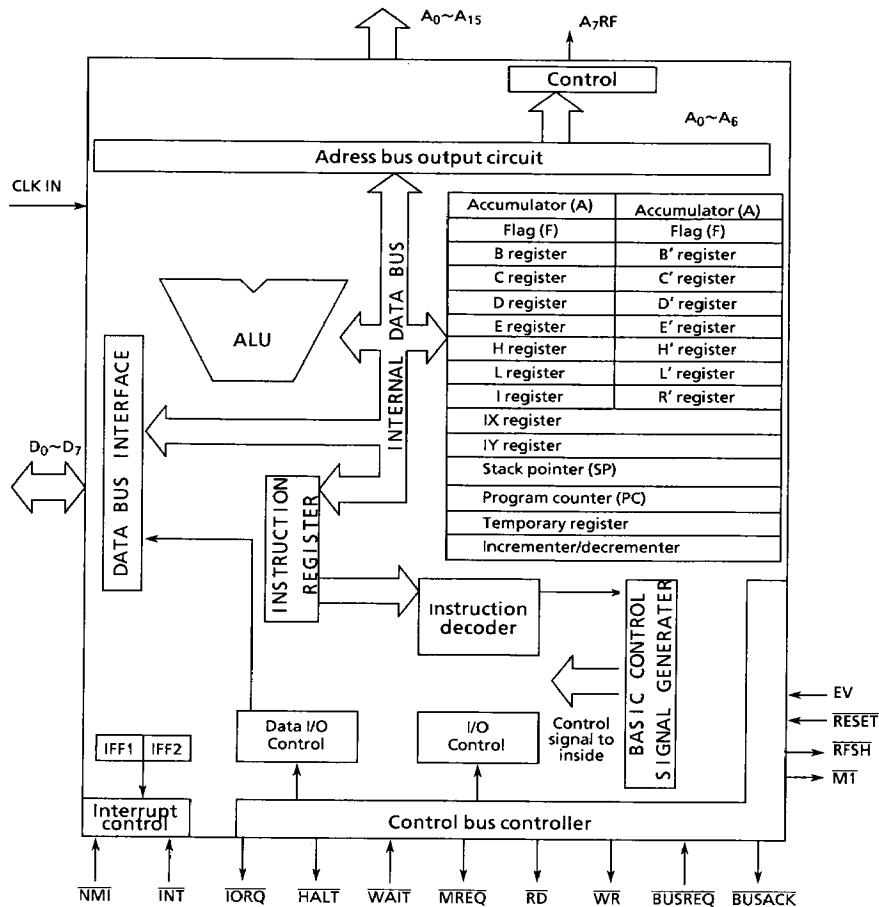 A0~A15
A7RF
Control
A0~A6
Adress bus output circuit
CLK IN
Accumulator (A) Accumulator (A)
Flag (F) Flag (F)
B register B' register
C register C' register
D register D' register
E register E' register
H register H' register
L register L' register
I register R' register
IX register
IY register
Stack pointer (SP)
Program counter (PC)
Temporary register
Incrementer/decrementer
INTERNAL DATA BUS
ALU
DATA BUS INTERFACE
D0~D7
INSTRUCTION
REGISTER
Instruction
decoder
BASIC CONTROL
SIGNAL GENERATER
Control
signal to
inside
EV
RESET
RFSH
M1
Data I/O
Control
I/O
Control
IFF1 IFF2
Interrupt
control
Control bus controller
NMI INT IORQ HALT WAIT MREQ RD WR BUSREQ BUSACK